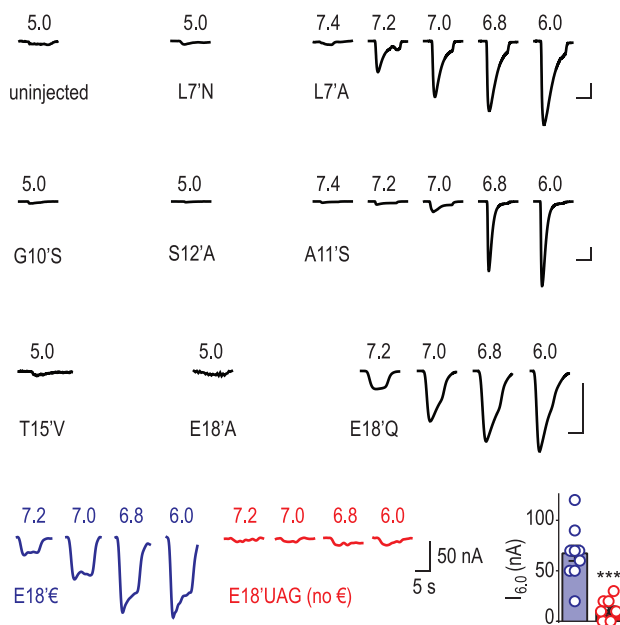 5.0 5.0 7.4 7.2 7.0 6.8 6.0
uninjected L7'N L7'A
5.0 5.0 7.4 7.2 7.0 6.8 6.0
G10'S S12'A A11'S
5.0 5.0 7.2 7.0 6.8 6.0
T15'V E18'A E18'Q
7.2 7.0 6.8 6.0 7.2 7.0 6.8 6.0
E18'€ E18'UAG (no €)
50 nA
5 s
I6.0 (nA)
100
50
0
***